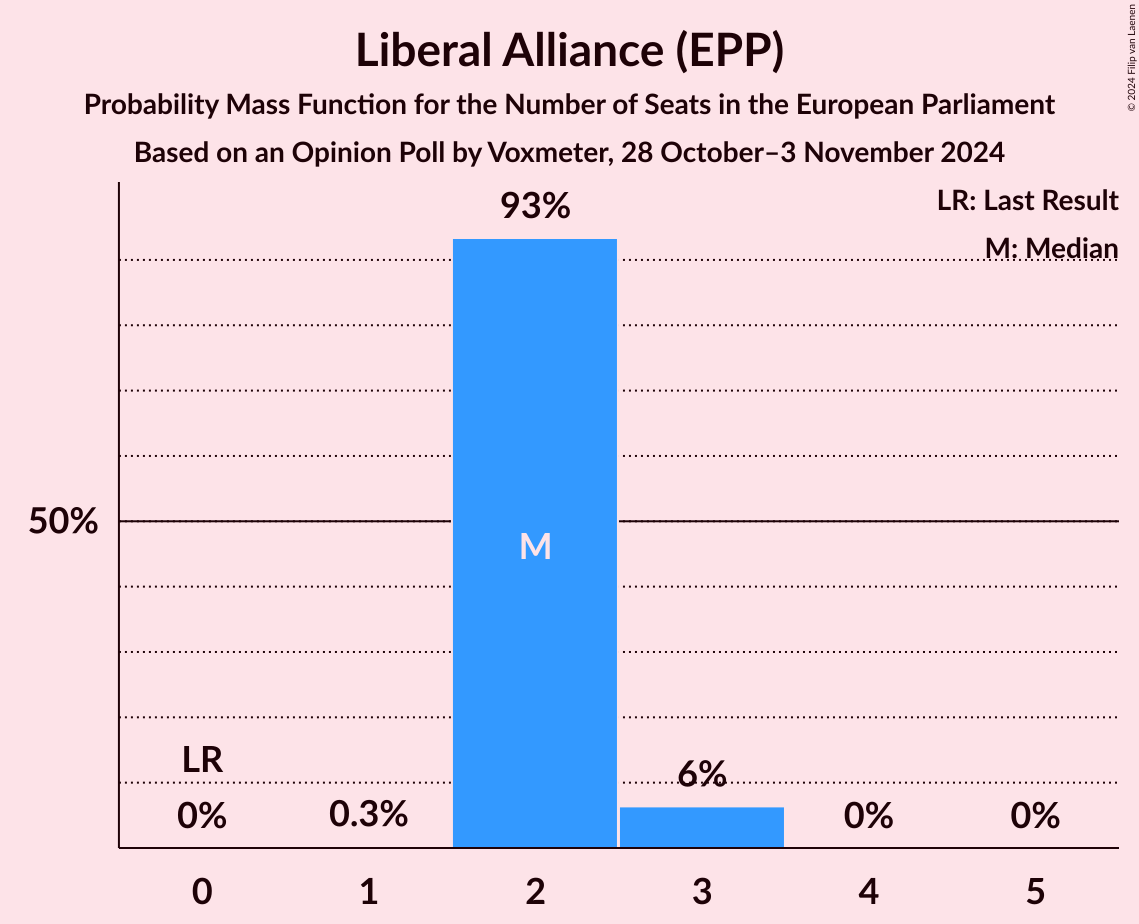 Liberal Alliance (EPP)
Probability Mass Function for the Number of Seats in the European Parliament
Based on an Opinion Poll by Voxmeter, 28 October–3 November 2024
© 2024 Filip van Laenen
LR: Last Result
M: Median
93%
50%
M
LR
0%
0.3%
6%
0%
0%
0
1
2
3
4
5